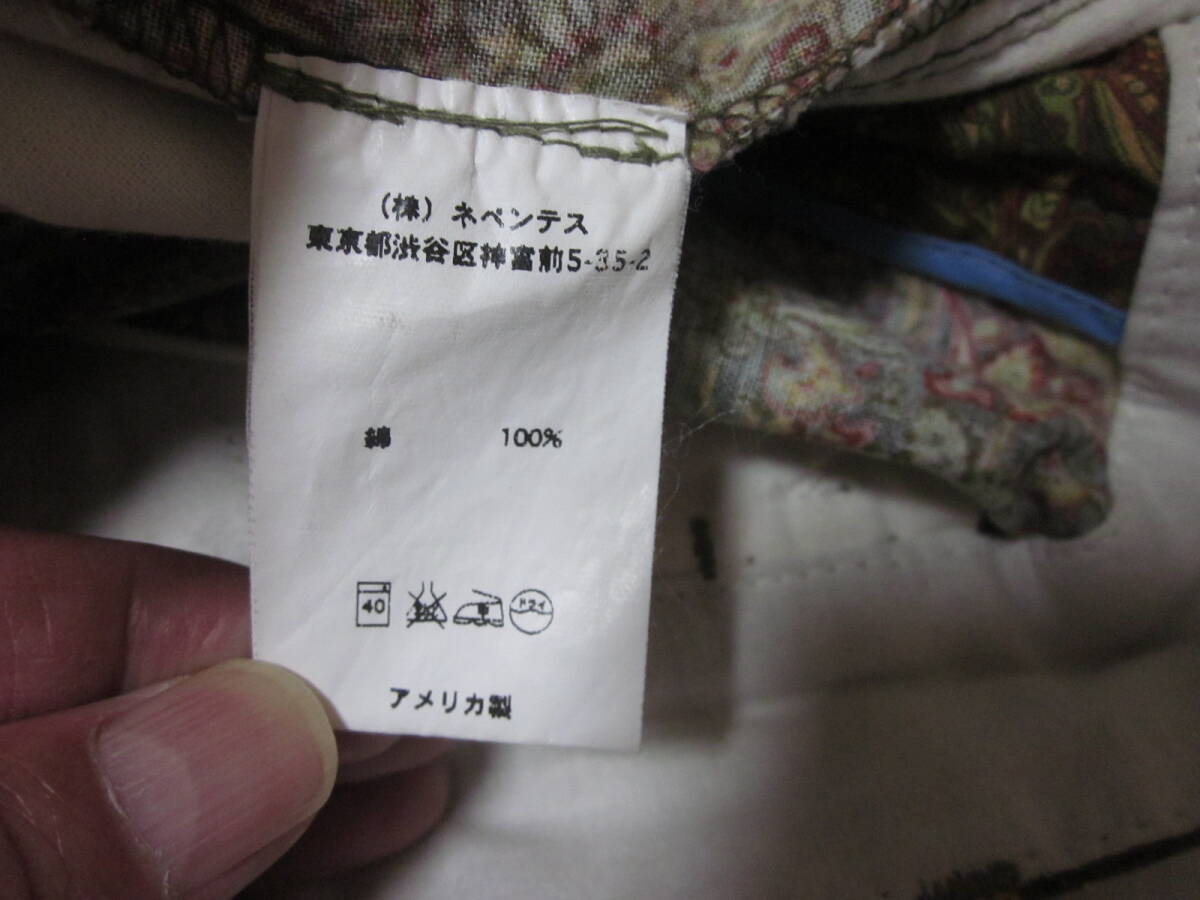 (株) ネペンテス
東京都渋谷区神宮前5-35-2
綿 100%
40 中 ドライ
アメリカ製